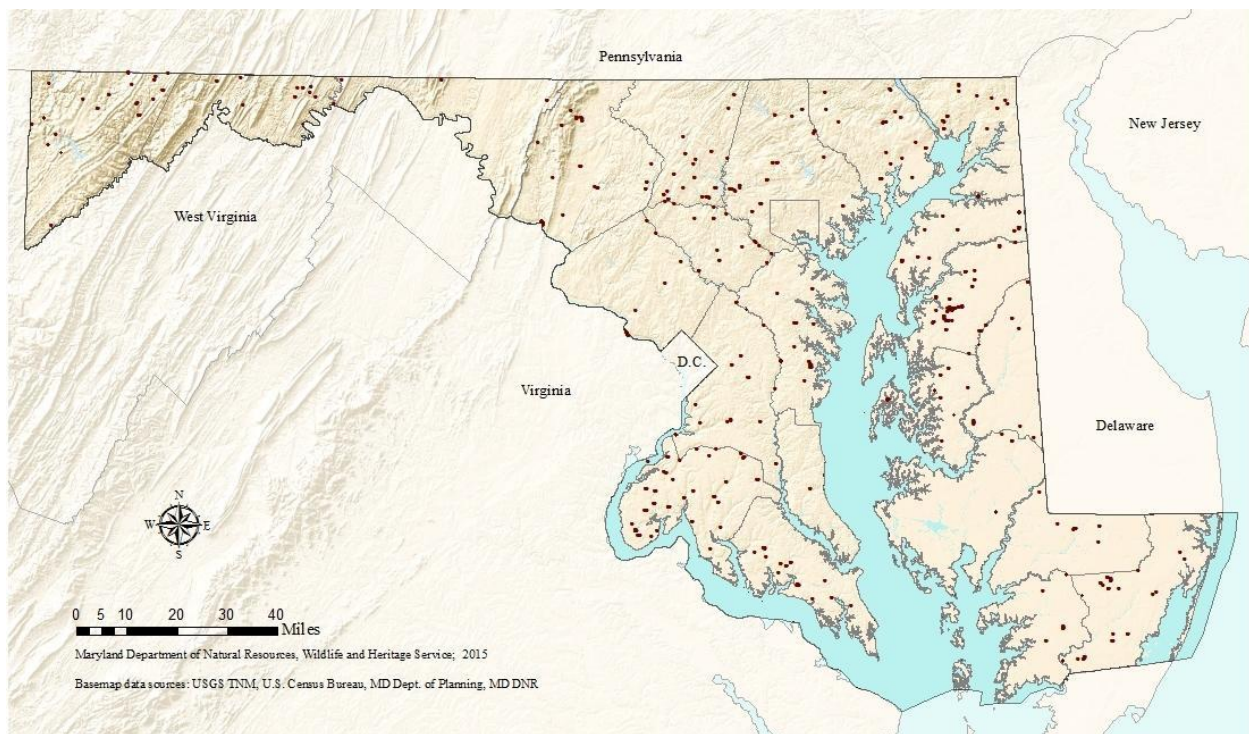 Pennsylvania
New Jersey
West Virginia
D.C.
Virginia
Delaware
N
W E
S
0 5 10 20 30 40
Miles
Maryland Department of Natural Resources, Wildlife and Heritage Service; 2015
Basemap data sources: USGS TNM, U.S. Census Bureau, MD Dept. of Planning, MD DNR